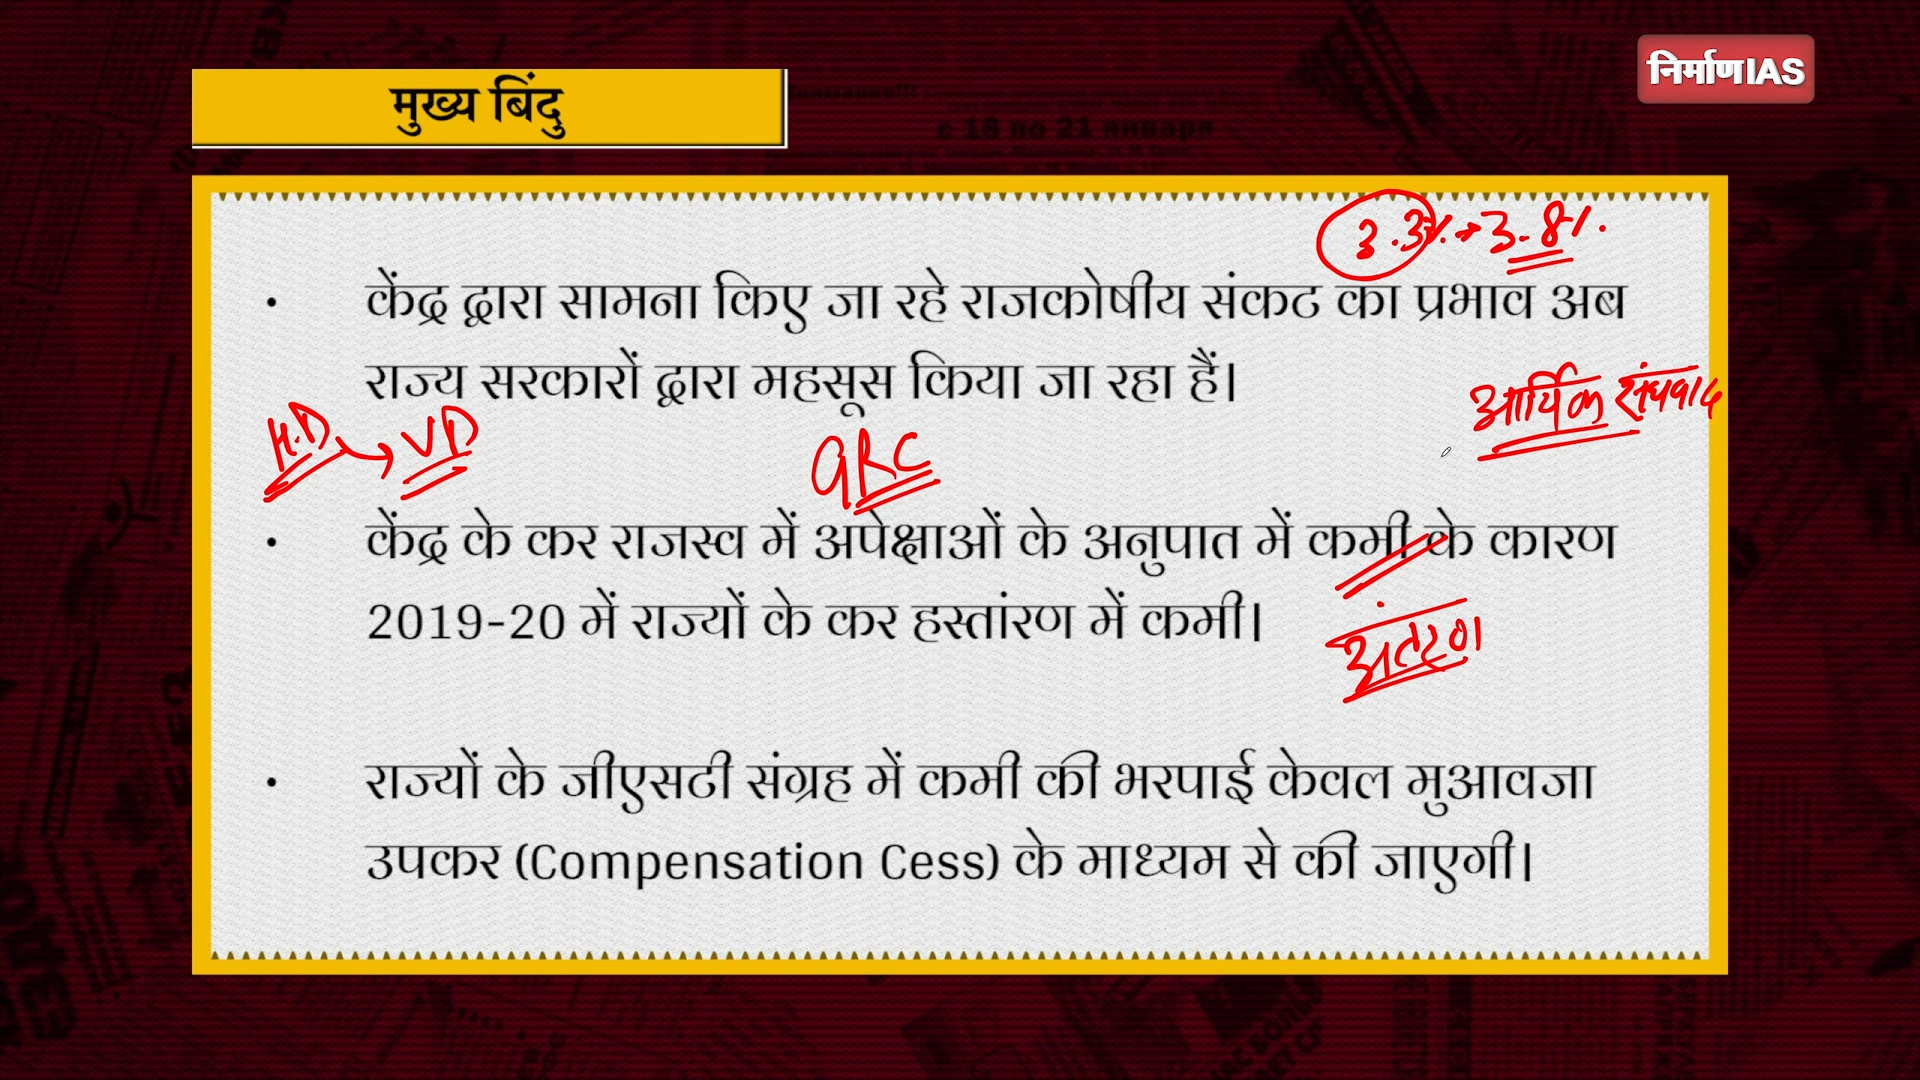 निर्माणIAS
मुख्य बिंदु
3.3% → 3.8%.
• केंद्र द्वारा सामना किए जा रहे राजकोषीय संकट का प्रभाव अब
राज्य सरकारों द्वारा महसूस किया जा रहा हैं।
आर्थिक संघवाद
H.D → VD
GRC
• केंद्र के कर राजस्व में अपेक्षाओं के अनुपात में कमी के कारण
2019-20 में राज्यों के कर हस्तांरण में कमी।
अंतरण
• राज्यों के जीएसटी संग्रह में कमी की भरपाई केवल मुआवजा
उपकर (Compensation Cess) के माध्यम से की जाएगी।